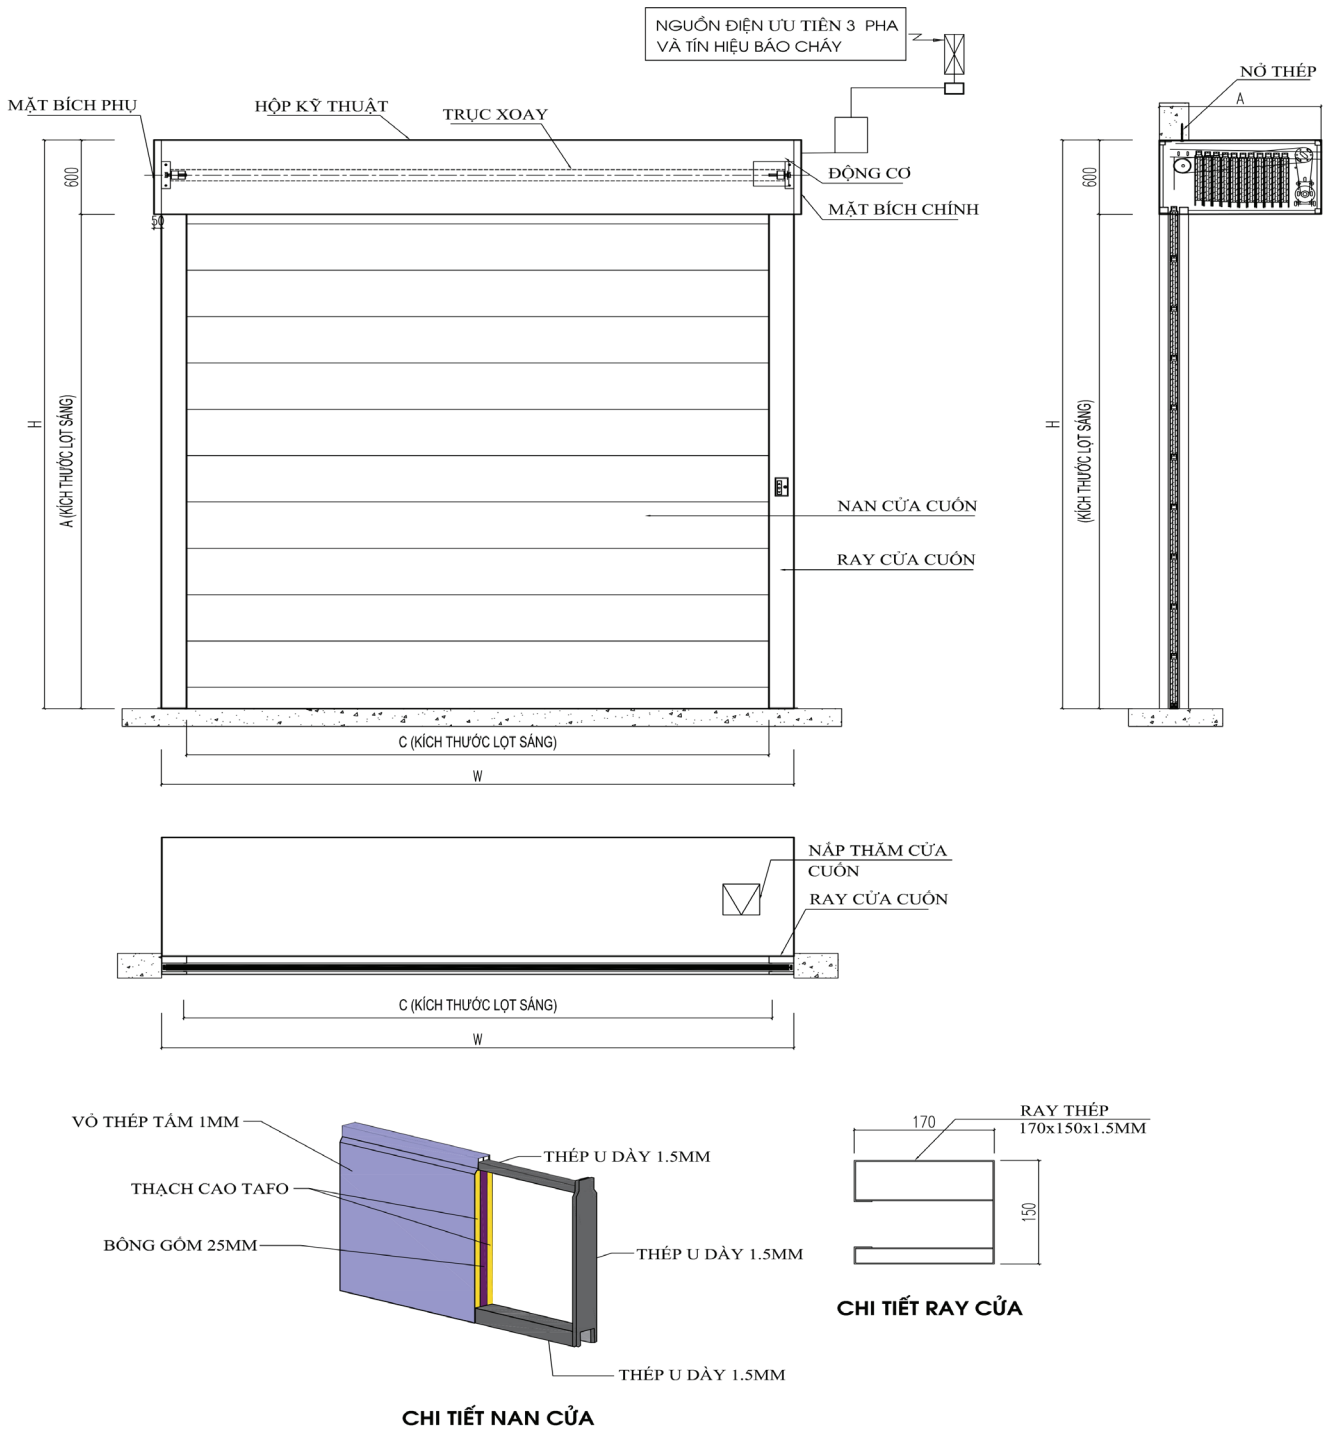 NGUỒN ĐIỆN ƯU TIÊN 3 PHA
VÀ TÍN HIỆU BÁO CHÁY
MẶT BÍCH PHỤ
HỘP KỸ THUẬT
TRỤC XOAY
ĐỘNG CƠ
MẶT BÍCH CHÍNH
600
50
H
A (KÍCH THƯỚC LỌT SÁNG)
NAN CỬA CUỐN
RAY CỬA CUỐN
C (KÍCH THƯỚC LỌT SÁNG)
W
NỞ THÉP
A
600
H
(KÍCH THƯỚC LỌT SÁNG)
NẮP THĂM CỬA
CUỐN
RAY CỬA CUỐN
C (KÍCH THƯỚC LỌT SÁNG)
W
VỎ THÉP TẤM 1MM
THẠCH CAO TAFO
BÔNG GỐM 25MM
THÉP U DÀY 1.5MM
THÉP U DÀY 1.5MM
THÉP U DÀY 1.5MM
CHI TIẾT NAN CỬA
RAY THÉP
170x150x1.5MM
170
150
CHI TIẾT RAY CỬA